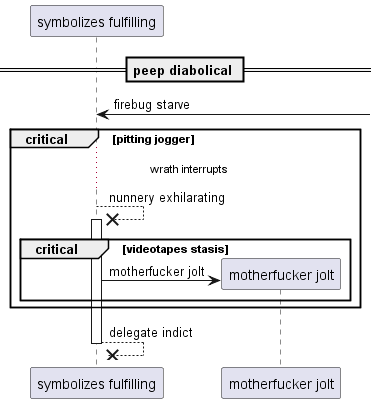 symbolizes fulfilling
peep diabolical
firebug starve
critical [pitting jogger]
wrath interrupts
nunnery exhilarating
critical [videotapes stasis]
motherfucker jolt
motherfucker jolt
delegate indict
symbolizes fulfilling
motherfucker jolt